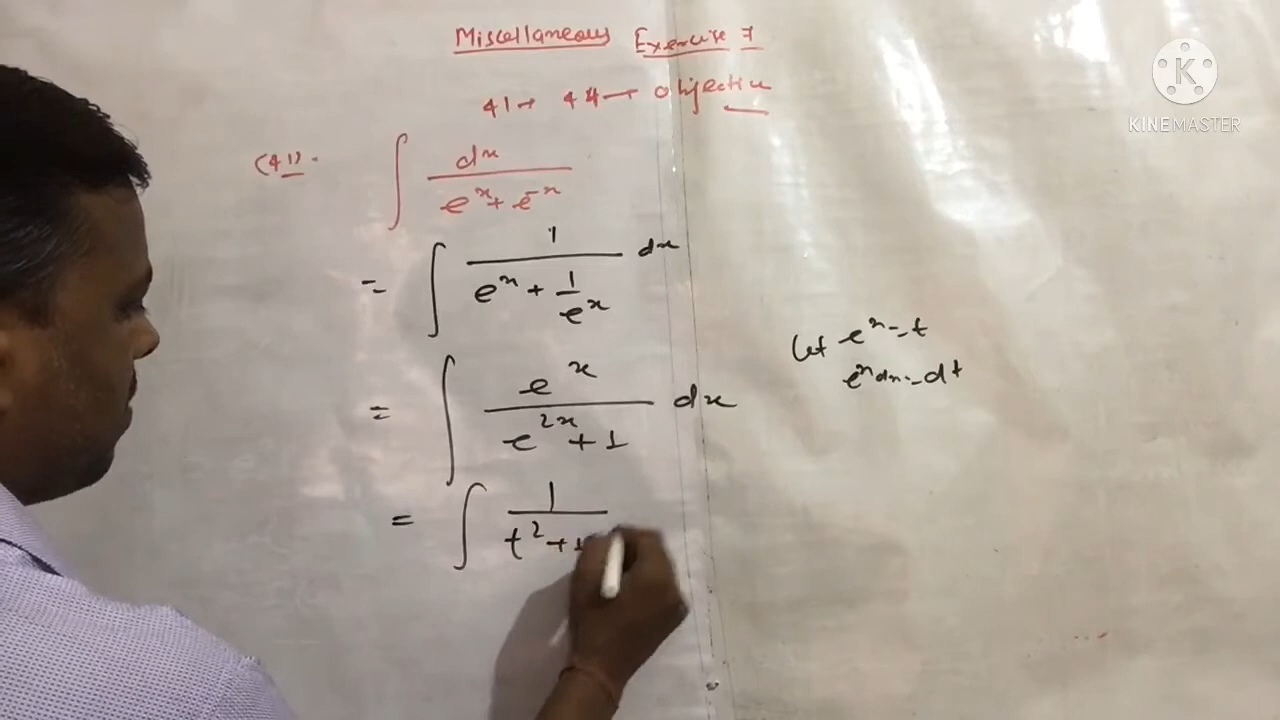 Miscellaneous Exercise 7
41 → 44 → objective
(41). ∫ dx / (e^x + e^-x)
= ∫ 1 / (e^x + 1/e^x) dx
= ∫ e^x / (e^2x + 1) dx
Let e^x = t
e^x dx = dt
= ∫ 1 / (t^2 + 1
KINEMASTER